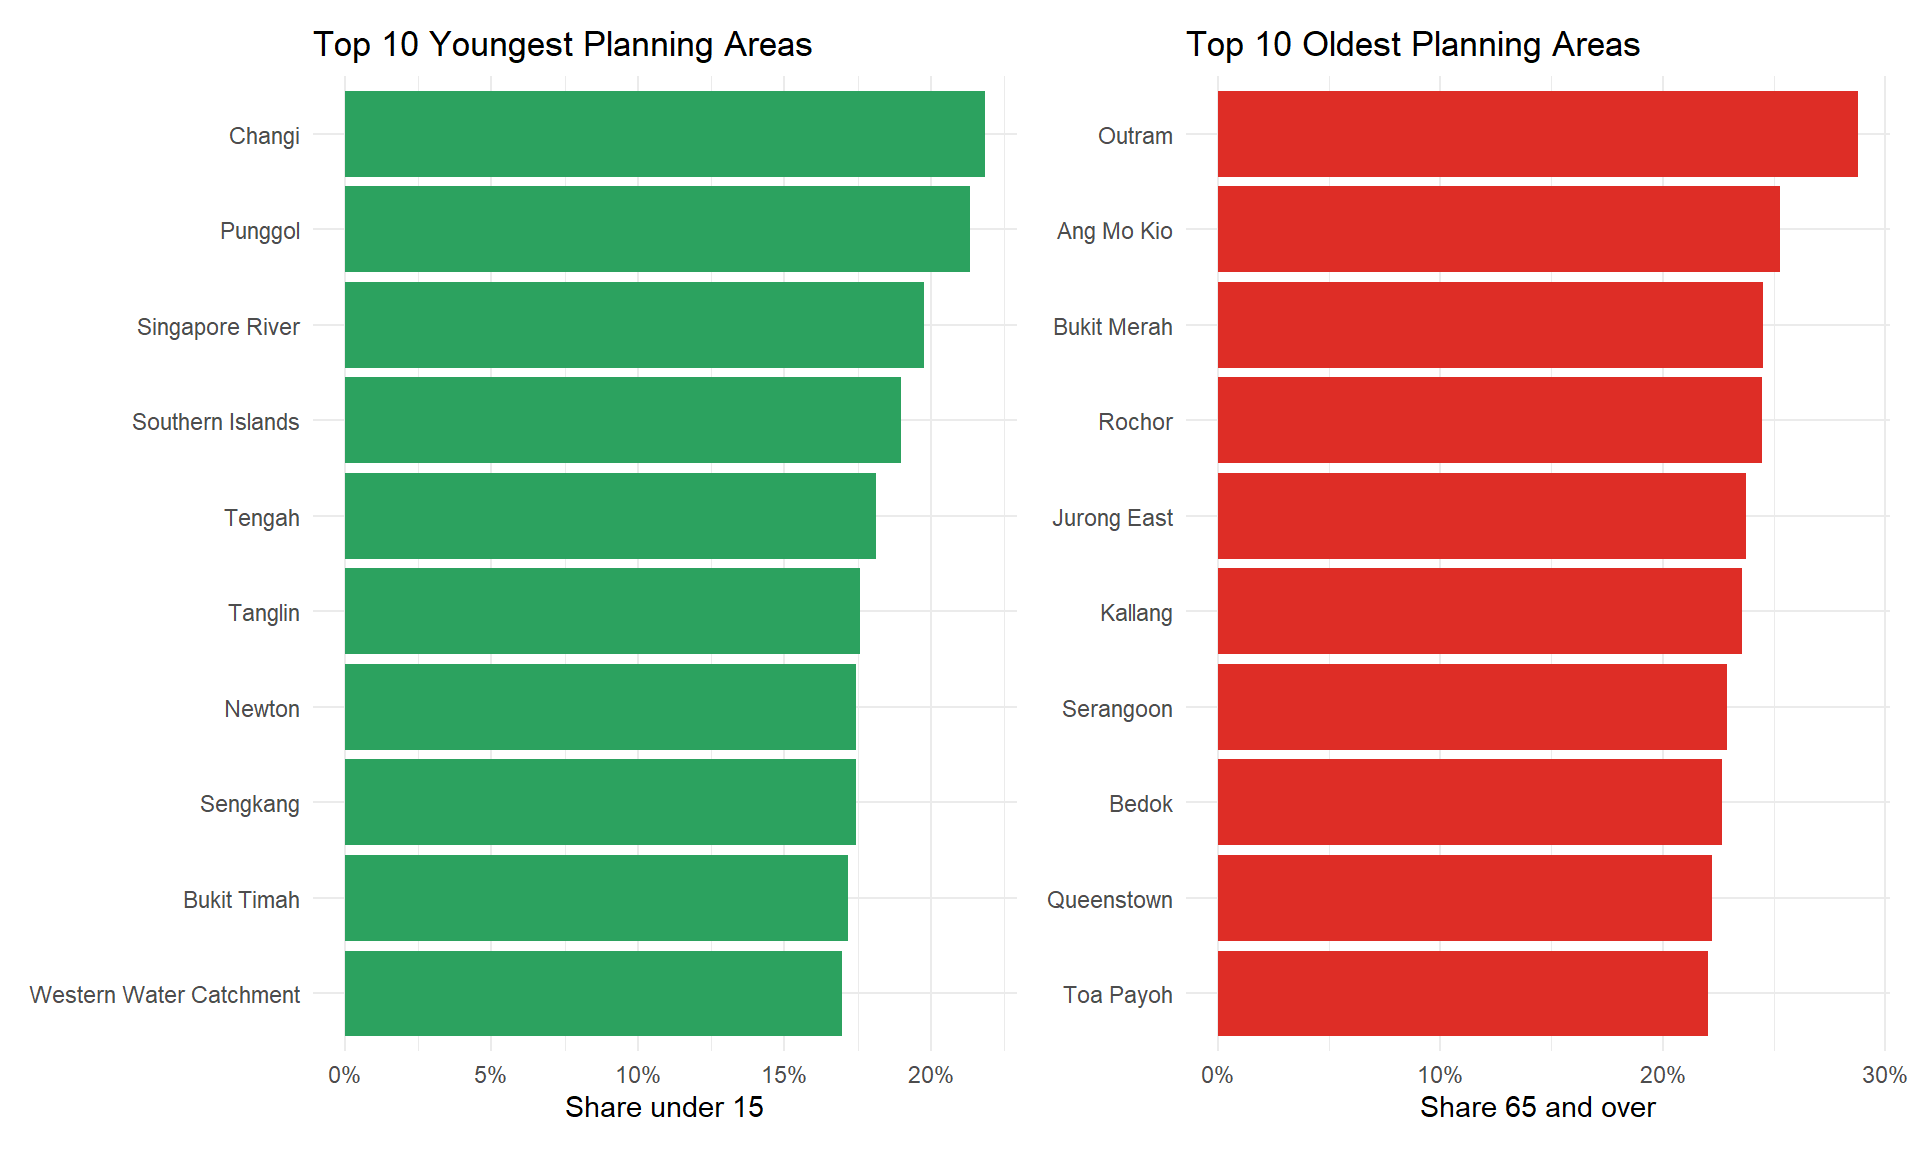 Top 10 Youngest Planning Areas
Changi
Punggol
Singapore River
Southern Islands
Tengah
Tanglin
Newton
Sengkang
Bukit Timah
Western Water Catchment
0% 5% 10% 15% 20%
Share under 15
Top 10 Oldest Planning Areas
Outram
Ang Mo Kio
Bukit Merah
Rochor
Jurong East
Kallang
Serangoon
Bedok
Queenstown
Toa Payoh
0% 10% 20% 30%
Share 65 and over